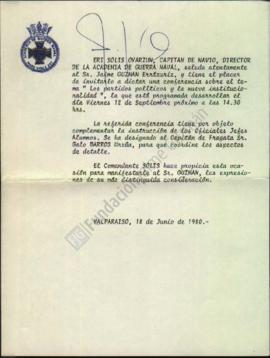 ERI SOLIS OYARZUN, CAPITAN DE NAVIO, DIRECTOR
DE LA ACADEMIA DE GUERRA NAVAL, saluda atentamente
al Sr. Jaime GUZMAN Errázuriz, y tiene el placer
de invitarlo a dictar una conferencia sobre el te-
ma " Los partidos políticos y la nueva institucio-
nalidad ", la que está programada desarrollar el
día Viernes 12 de Septiembre próximo a las 14.30
hrs.
La referida conferencia tiene por objeto
complementar la instrucción de los Oficiales Jefes
Alumnos. Se ha designado al Capitán de Fragata Sr.
Galo BARROS Urzúa, para que coordine los aspectos
de detalle.
El Comandante SOLIS hace propicia esta oca-
sión para manifestarle al Sr. GUZMAN, las expresio-
nes de su más distinguida consideración.
VALPARAISO, 18 de Junio de 1980.-